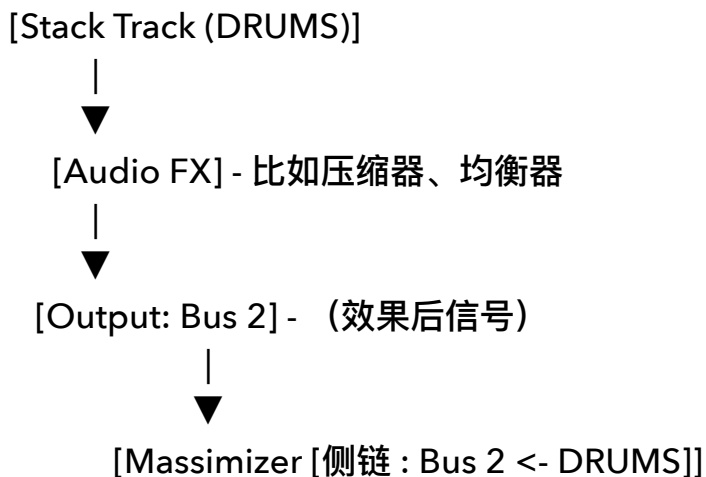 [Stack Track (DRUMS)]
|
▼
[Audio FX] - 比如压缩器、均衡器
|
▼
[Output: Bus 2] - （效果后信号）
|
▼
[Massimizer [侧链 : Bus 2 <- DRUMS]]